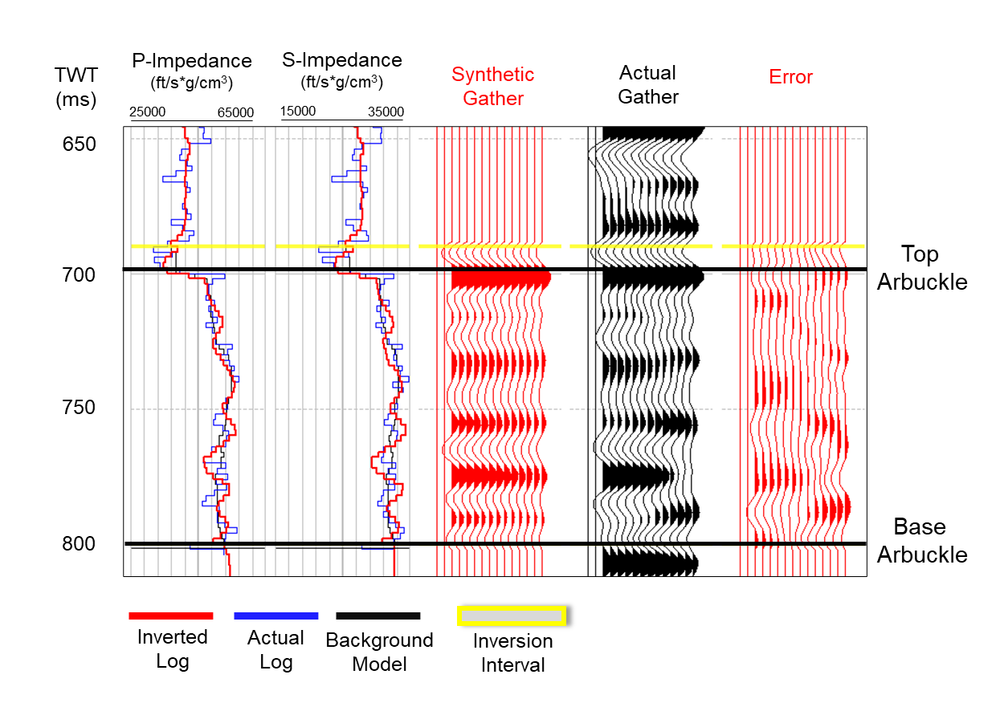 TWT
(ms)
P-Impedance
(ft/s*g/cm³)
25000 65000
S-Impedance
(ft/s*g/cm³)
15000 35000
Synthetic
Gather
Actual
Gather
Error
650
700
750
800
Top
Arbuckle
Base
Arbuckle
Inverted
Log
Actual
Log
Background
Model
Inversion
Interval